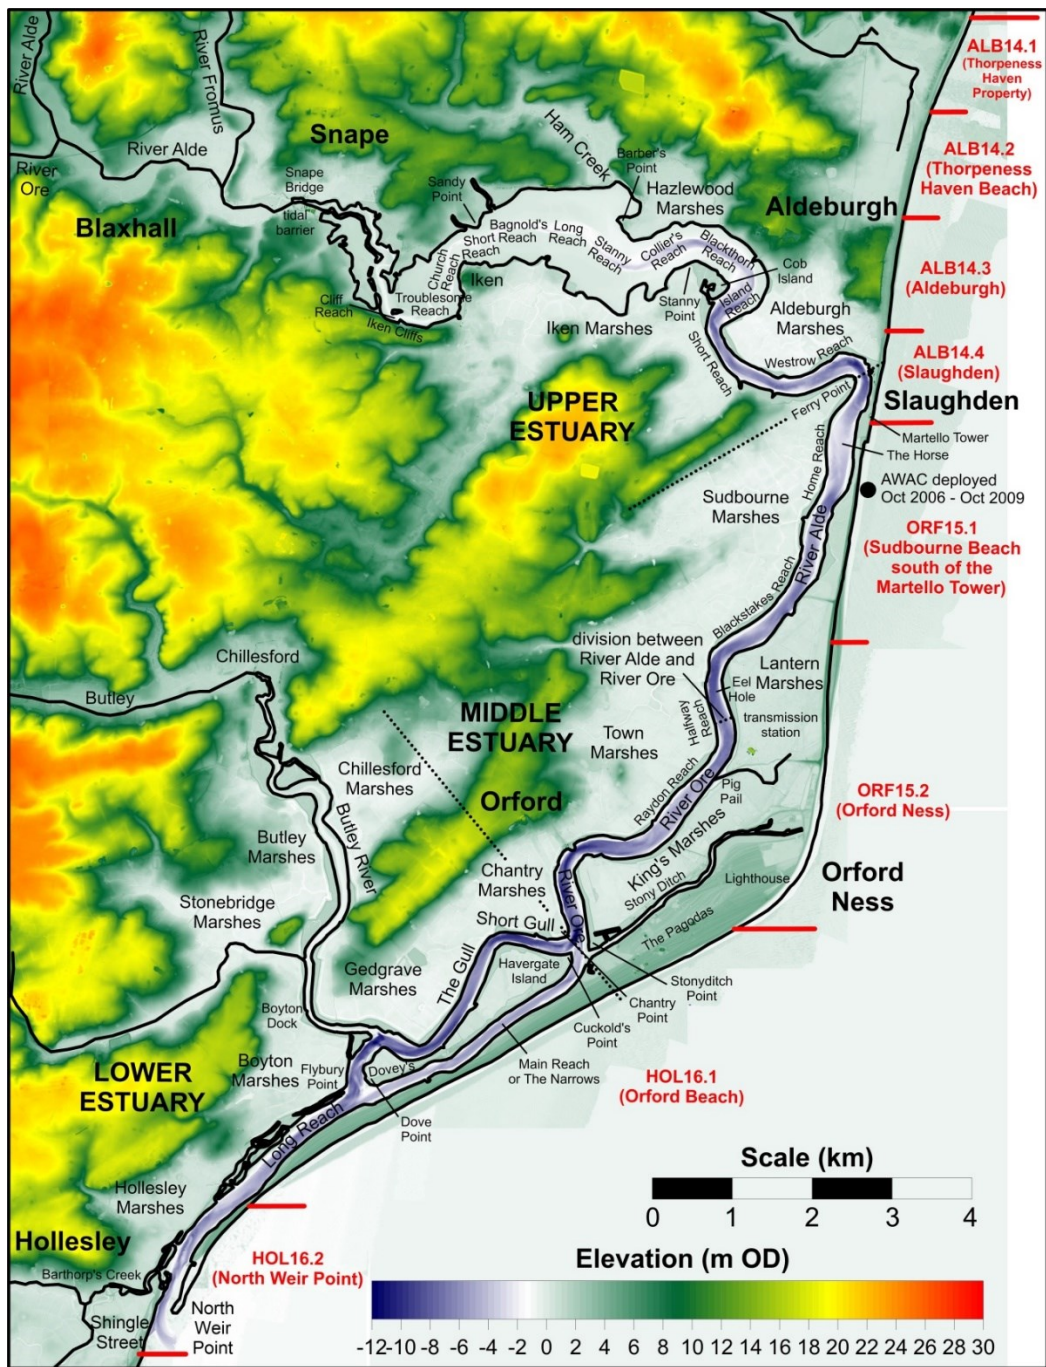 River Alde
River Fromus
ALB14.1
(Thorpeness
Haven
Property)
Snape
Ham Creek
River Alde
River
Ore
Snape
Bridge
tidal
barrier
Sandy
Point
Barber's
Point
Hazlewood
Marshes
ALB14.2
(Thorpeness
Haven Beach)
Blaxhall
Aldeburgh
Bagnold's
Reach
Short
Reach
Long
Reach
Church
Reach
Stanny
Reach
Collier's
Reach
Blackthorn
Reach
Cob
Island
Iken
Troublesome
Reach
Cliff
Reach
Iken Cliffs
Iken Marshes
Stanny
Point
Island
Reach
Aldeburgh
Marshes
ALB14.3
(Aldeburgh)
Short Reach
Westrow Reach
ALB14.4
(Slaughden)
UPPER
ESTUARY
Ferry Point
Slaughden
Martello Tower
The Horse
Home Reach
AWAC deployed
Oct 2006 - Oct 2009
Sudbourne
Marshes
River Alde
ORF15.1
(Sudbourne Beach
south of the
Martello Tower)
Blackstakes Reach
division between
River Alde and
River Ore
Lantern
Marshes
Eel
Hole
Chillesford
Butley
Halfway
Reach
transmission
station
MIDDLE
ESTUARY
Town
Marshes
Chillesford
Marshes
Raydon Reach
River Ore
Pig
Pail
ORF15.2
(Orford Ness)
Orford
Butley
Marshes
Butley River
King's Marshes
Stony Ditch
Lighthouse
Orford
Ness
Chantry
Marshes
River Ore
Stonebridge
Marshes
Short Gull
The Pagodas
The Gull
Gedgrave
Marshes
Havergate
Island
Stonyditch
Point
Chantry
Point
Cuckold's
Point
Boyton
Dock
Boyton
Marshes
Flybury
Point
Dovey's
Main Reach
or The Narrows
LOWER
ESTUARY
HOL16.1
(Orford Beach)
Dove
Point
Long Reach
Scale (km)
0 1 2 3 4
Hollesley
Marshes
Hollesley
Barthorp's Creek
HOL16.2
(North Weir Point)
Elevation (m OD)
Shingle
Street
North
Weir
Point
-12 -10 -8 -6 -4 -2 0 2 4 6 8 10 12 14 16 18 20 22 24 26 28 30